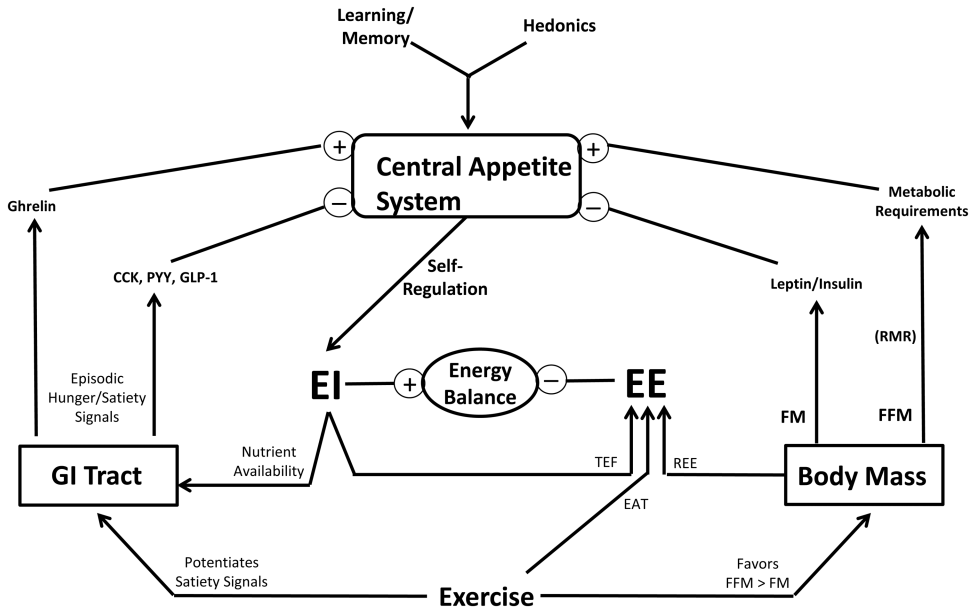 Learning/
Memory
Hedonics
+
+
Central Appetite
System
−
−
Ghrelin
Metabolic
Requirements
CCK, PYY, GLP-1
Self-
Regulation
Leptin/Insulin
(RMR)
Episodic
Hunger/Satiety
Signals
EI
+
Energy
Balance
−
EE
FM
FFM
GI Tract
Nutrient
Availability
TEF
REE
Body Mass
EAT
Potentiates
Satiety Signals
Exercise
Favors
FFM > FM